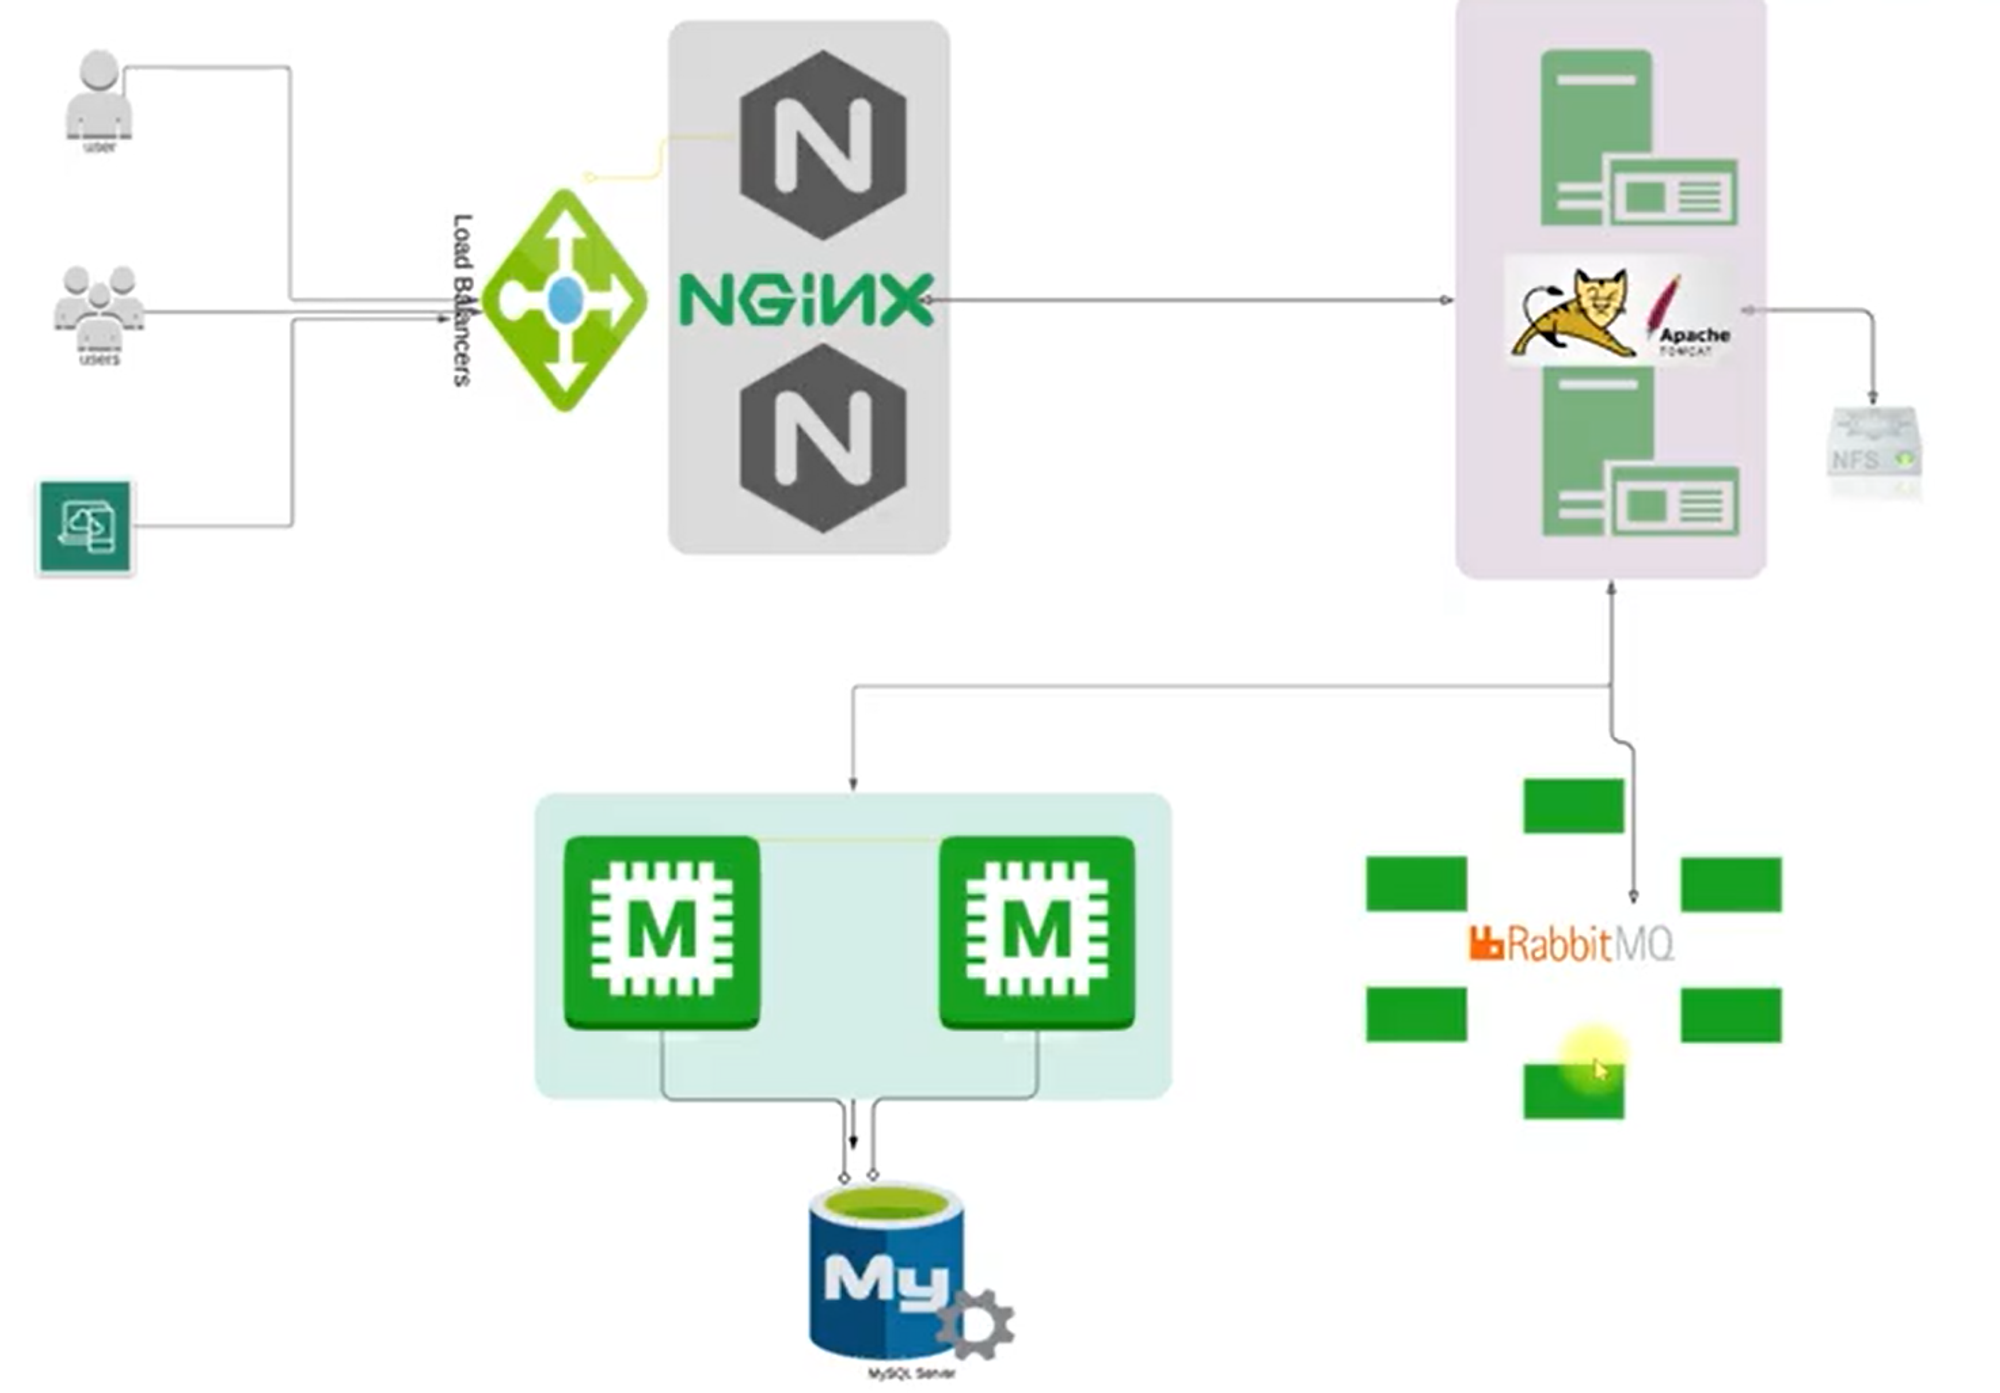 user
users
Load Balancers
N
NGiNX
N
Apache
TOMCAT
NFS
M
M
RabbitMQ
My
MySQL Server